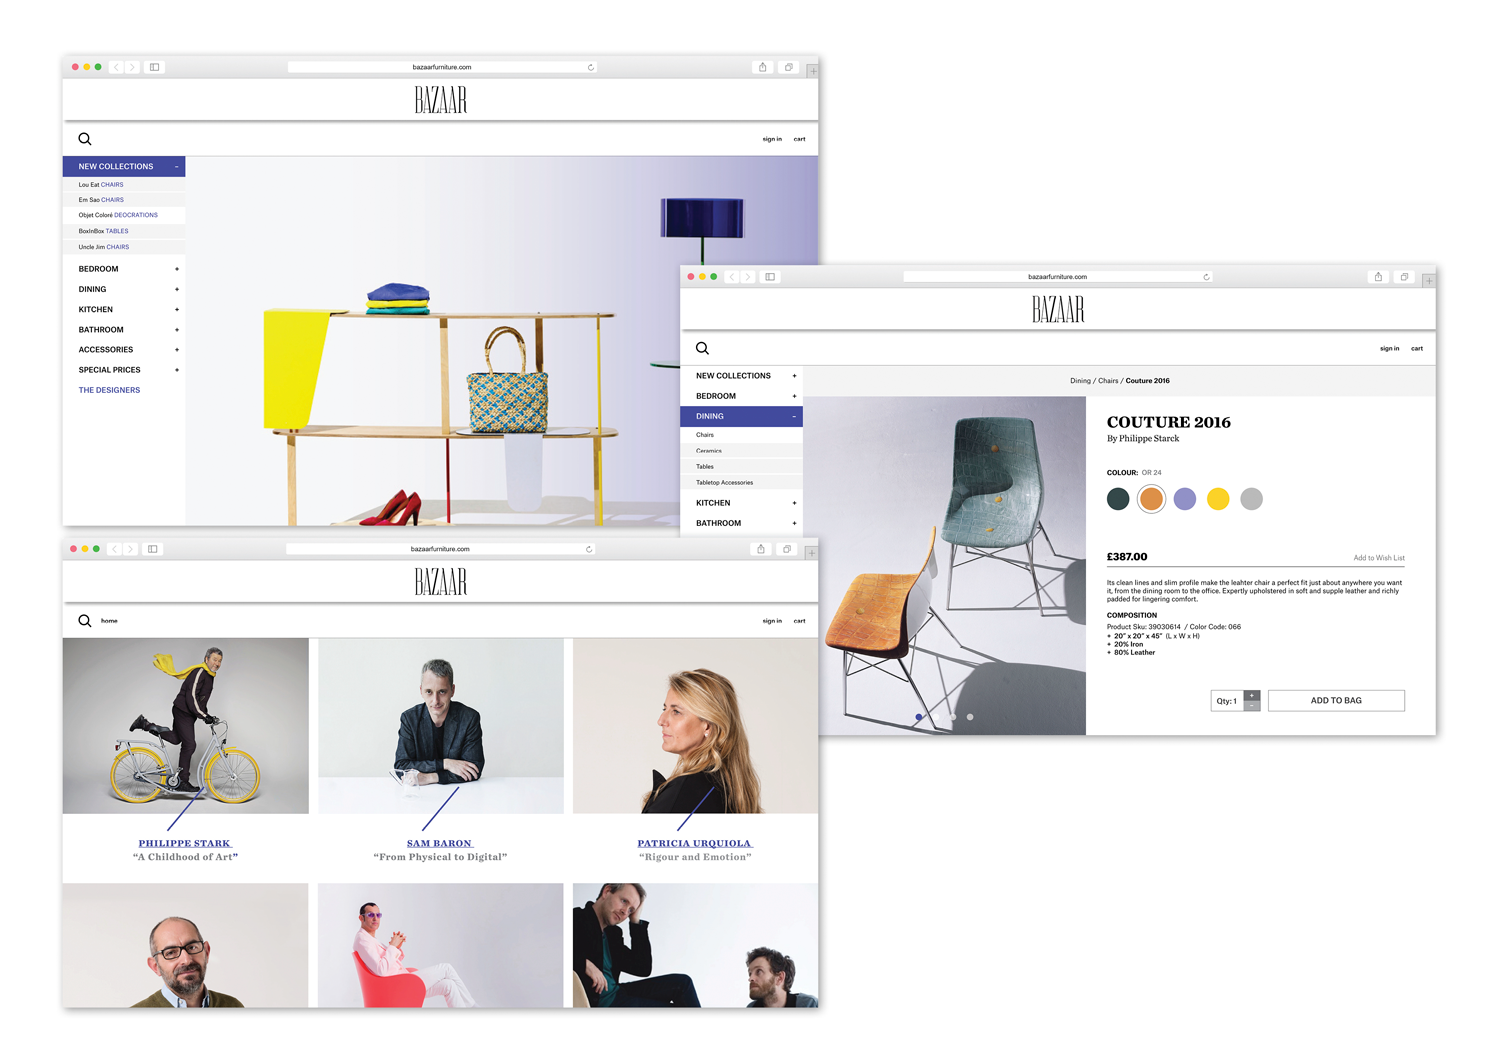 bazaarfurniture.com
BAZAAR
sign in cart
NEW COLLECTIONS –
Lou Eat CHAIRS
Em Sao CHAIRS
Objet Coloré DEOCRATIONS
BoxInBox TABLES
Uncle Jim CHAIRS
BEDROOM +
DINING +
KITCHEN +
BATHROOM +
ACCESSORIES +
SPECIAL PRICES +
THE DESIGNERS
bazaarfurniture.com
BAZAAR
sign in cart
NEW COLLECTIONS +
BEDROOM +
DINING –
Chairs
Ceramics
Tables
Tabletop Accessories
KITCHEN +
BATHROOM +
Dining / Chairs / Couture 2016
COUTURE 2016
By Philippe Starck
COLOUR: OR 24
£387.00 Add to Wish List
Its clean lines and slim profile make the leahter chair a perfect fit just about anywhere you want
it, from the dining room to the office. Expertly upholstered in soft and supple leather and richly
padded for lingering comfort.
COMPOSITION
Product Sku: 39030614 / Color Code: 066
+ 20" x 20" x 45" (L x W x H)
+ 20% Iron
+ 80% Leather
Qty: 1 + – ADD TO BAG
bazaarfurniture.com
BAZAAR
home sign in cart
PHILIPPE STARK SAM BARON PATRICIA URQUIOLA
“A Childhood of Art” “From Physical to Digital” “Rigour and Emotion”